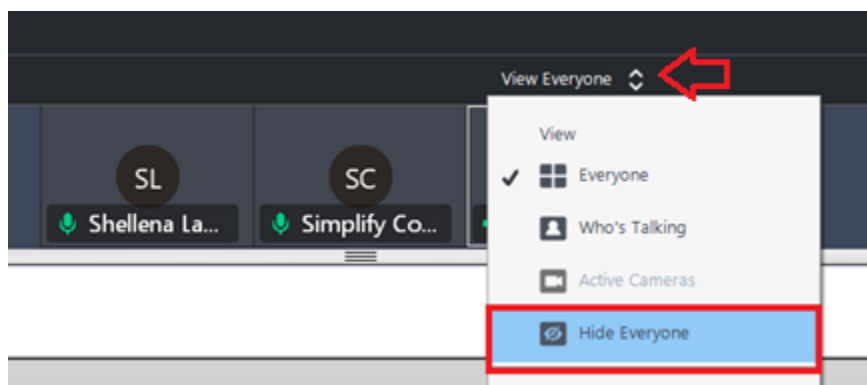 View Everyone
View
SL
SC
Everyone
Shellena La...
Simplify Co...
Who's Talking
Active Cameras
Hide Everyone